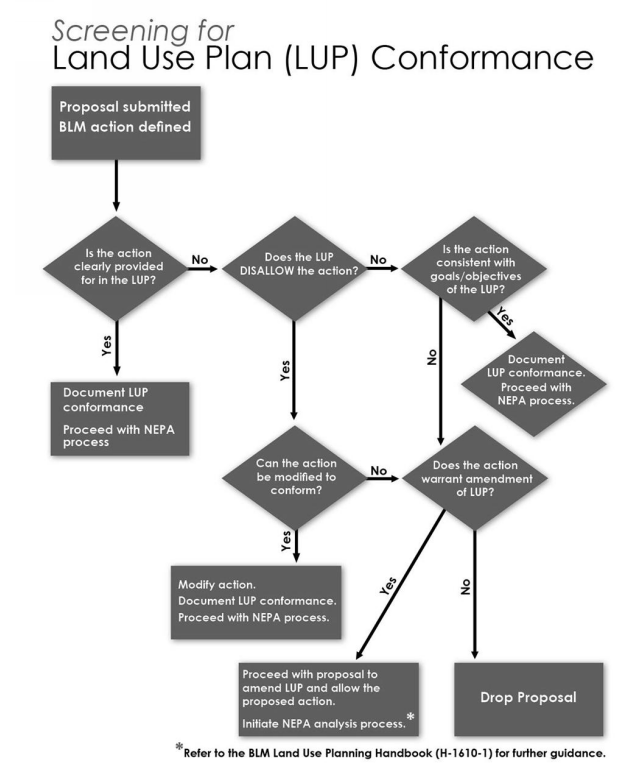 Screening for
Land Use Plan (LUP) Conformance
Proposal submitted
BLM action defined
Is the action
clearly provided
for in the LUP?
No
Does the LUP
DISALLOW the action?
No
Is the action
consistent with
goals/objectives
of the LUP?
Yes
Yes
Yes
No
Document LUP
conformance
Proceed with NEPA
process
Document
LUP conformance.
Proceed with
NEPA process.
Can the action
be modified to
conform?
No
Does the action
warrant amendment
of LUP?
Yes
Yes
No
Modify action.
Document LUP conformance.
Proceed with NEPA process.
Proceed with proposal to
amend LUP and allow the
proposed action.
Initiate NEPA analysis process.*
Drop Proposal
*Refer to the BLM Land Use Planning Handbook (H-1610-1) for further guidance.